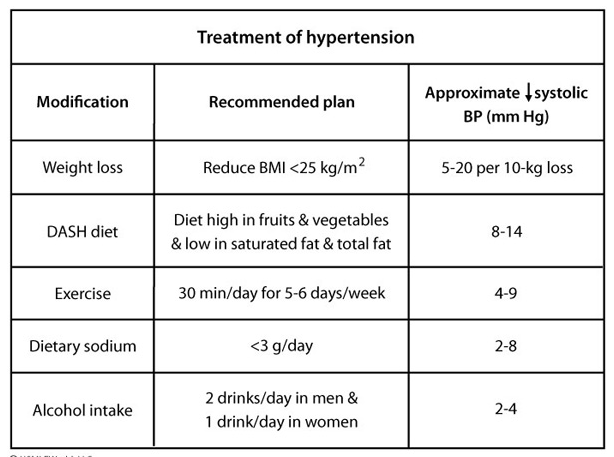 Treatment of hypertension
Modification
Recommended plan
Approximate ↓systolic
BP (mm Hg)
Weight loss
Reduce BMI <25 kg/m²
5-20 per 10-kg loss
DASH diet
Diet high in fruits & vegetables
& low in saturated fat & total fat
8-14
Exercise
30 min/day for 5-6 days/week
4-9
Dietary sodium
<3 g/day
2-8
Alcohol intake
2 drinks/day in men &
1 drink/day in women
2-4